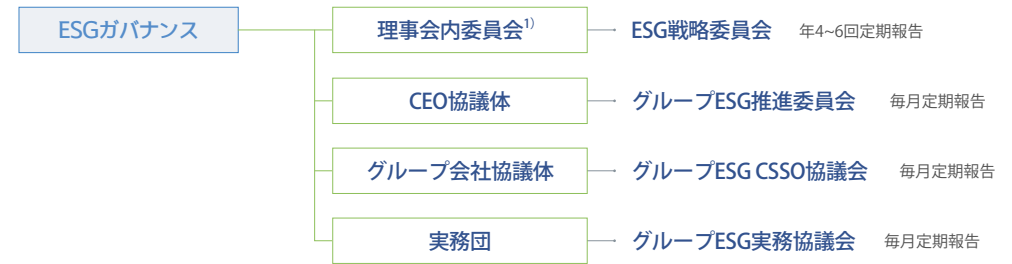 ESGガバナンス
理事会内委員会1) ESG戦略委員会 年4~6回定期報告
CEO協議体 グループESG推進委員会 毎月定期報告
グループ会社協議体 グループESG CSSO協議会 毎月定期報告
実務団 グループESG実務協議会 毎月定期報告